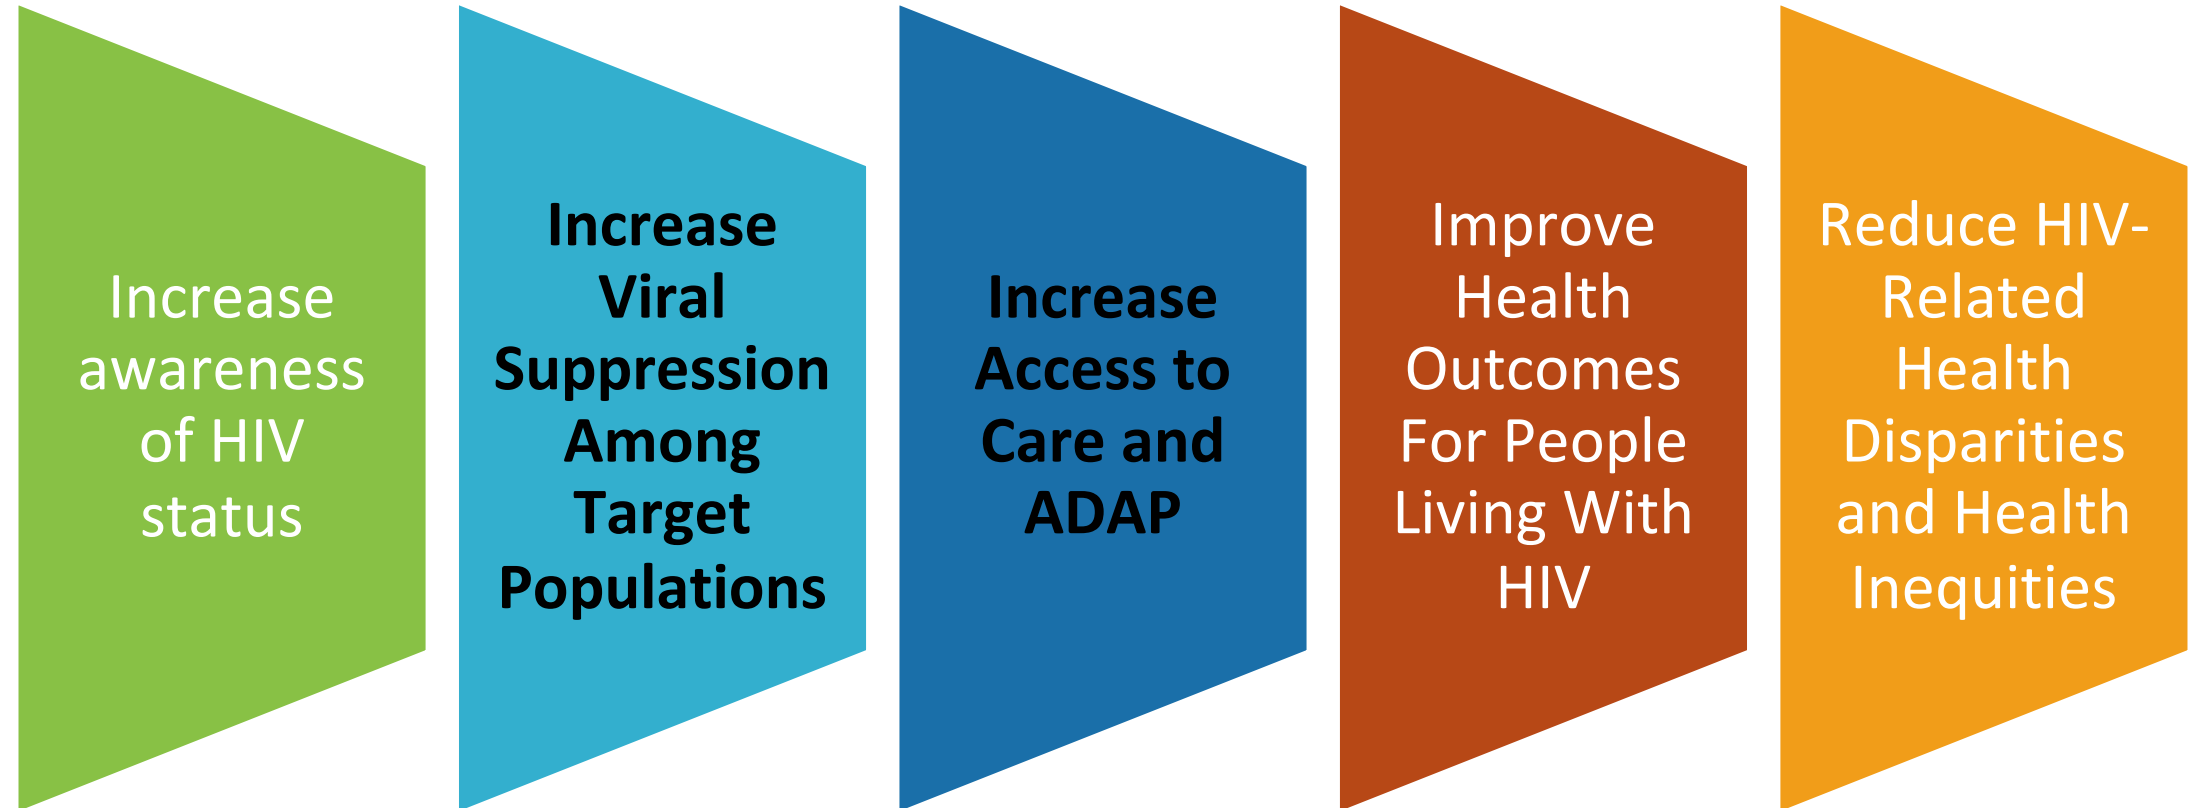 Increase
awareness
of HIV
status
Increase
Viral
Suppression
Among
Target
Populations
Increase
Access to
Care and
ADAP
Improve
Health
Outcomes
For People
Living With
HIV
Reduce HIV-
Related
Health
Disparities
and Health
Inequities